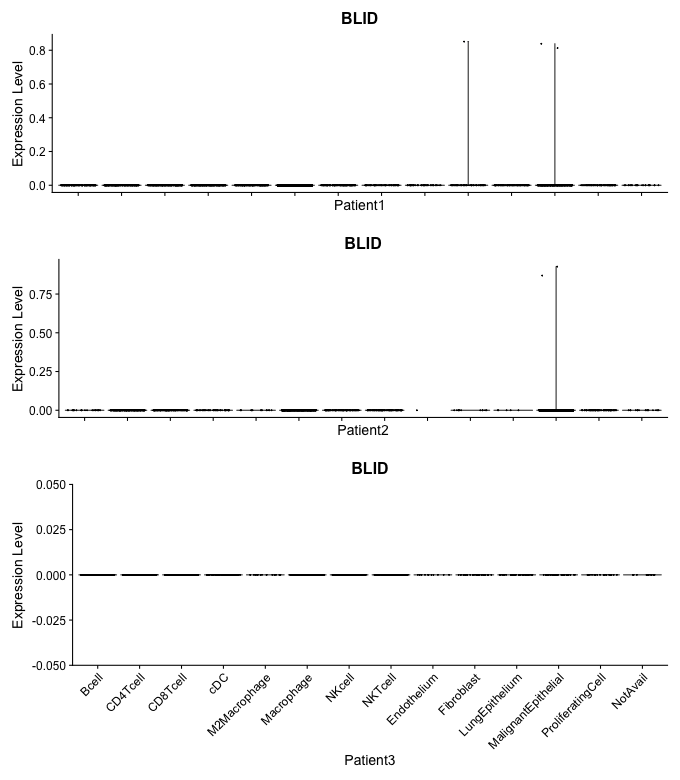 BLID
Expression Level
0.8
0.6
0.4
0.2
0.0
Patient1
BLID
Expression Level
0.75
0.50
0.25
0.00
Patient2
BLID
Expression Level
0.050
0.025
0.000
-0.025
-0.050
Bcell
CD4Tcell
CD8Tcell
cDC
M2Macrophage
Macrophage
NKcell
NKTcell
Endothelium
Fibroblast
LungEpithelium
MalignantEpithelial
ProliferatingCell
NotAvail
Patient3